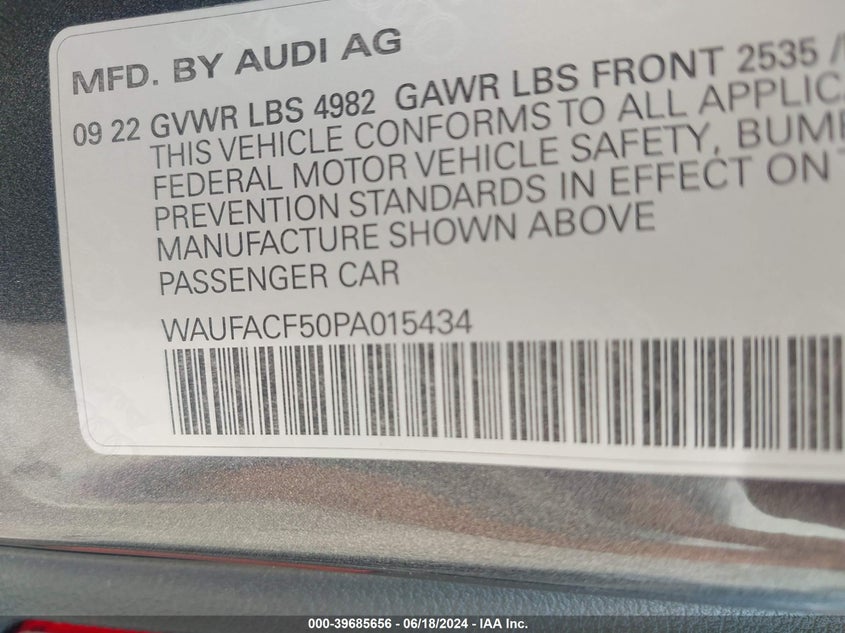 MFD. BY AUDI AG
09 22 GVWR LBS 4982 GAWR LBS FRONT 2535 /
THIS VEHICLE CONFORMS TO ALL APPLIC
FEDERAL MOTOR VEHICLE SAFETY, BUM
PREVENTION STANDARDS IN EFFECT ON
MANUFACTURE SHOWN ABOVE
PASSENGER CAR
WAUFACF50PA015434
000-39685656 - 06/18/2024 - IAA Inc.